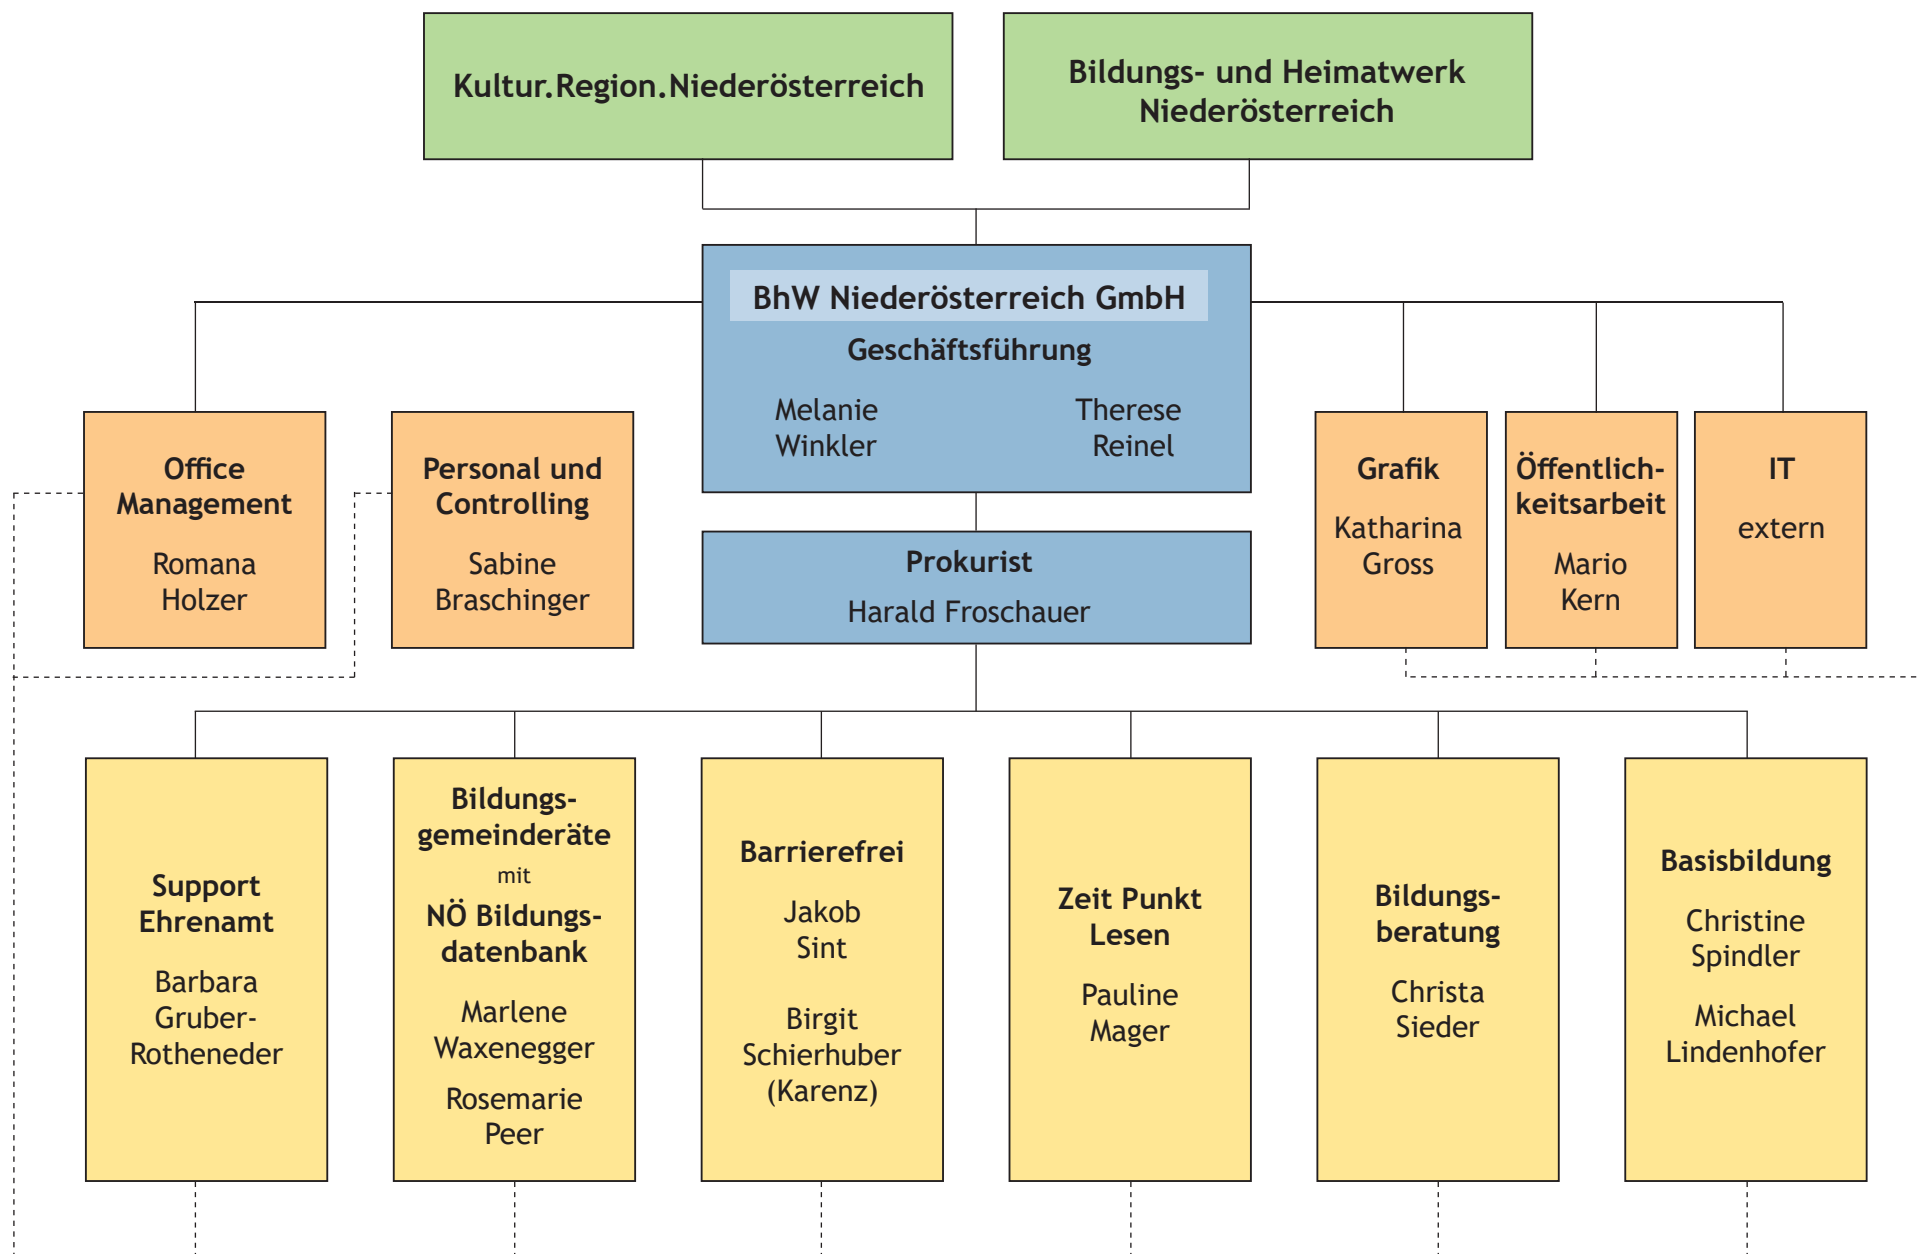 Kultur.Region.Niederösterreich
Bildungs- und Heimatwerk
Niederösterreich
BhW Niederösterreich GmbH
Geschäftsführung
Melanie
Winkler
Therese
Reinel
Office
Management
Romana
Holzer
Personal und
Controlling
Sabine
Braschinger
Prokurist
Harald Froschauer
Grafik
Katharina
Gross
Öffentlich-
keitsarbeit
Mario
Kern
IT
extern
Support
Ehrenamt
Barbara
Gruber-
Rotheneder
Bildungs-
gemeinderäte
mit
NÖ Bildungs-
datenbank
Marlene
Waxenegger
Rosemarie
Peer
Barrierefrei
Jakob
Sint
Birgit
Schierhuber
(Karenz)
Zeit Punkt
Lesen
Pauline
Mager
Bildungs-
beratung
Christa
Sieder
Basisbildung
Christine
Spindler
Michael
Lindenhofer